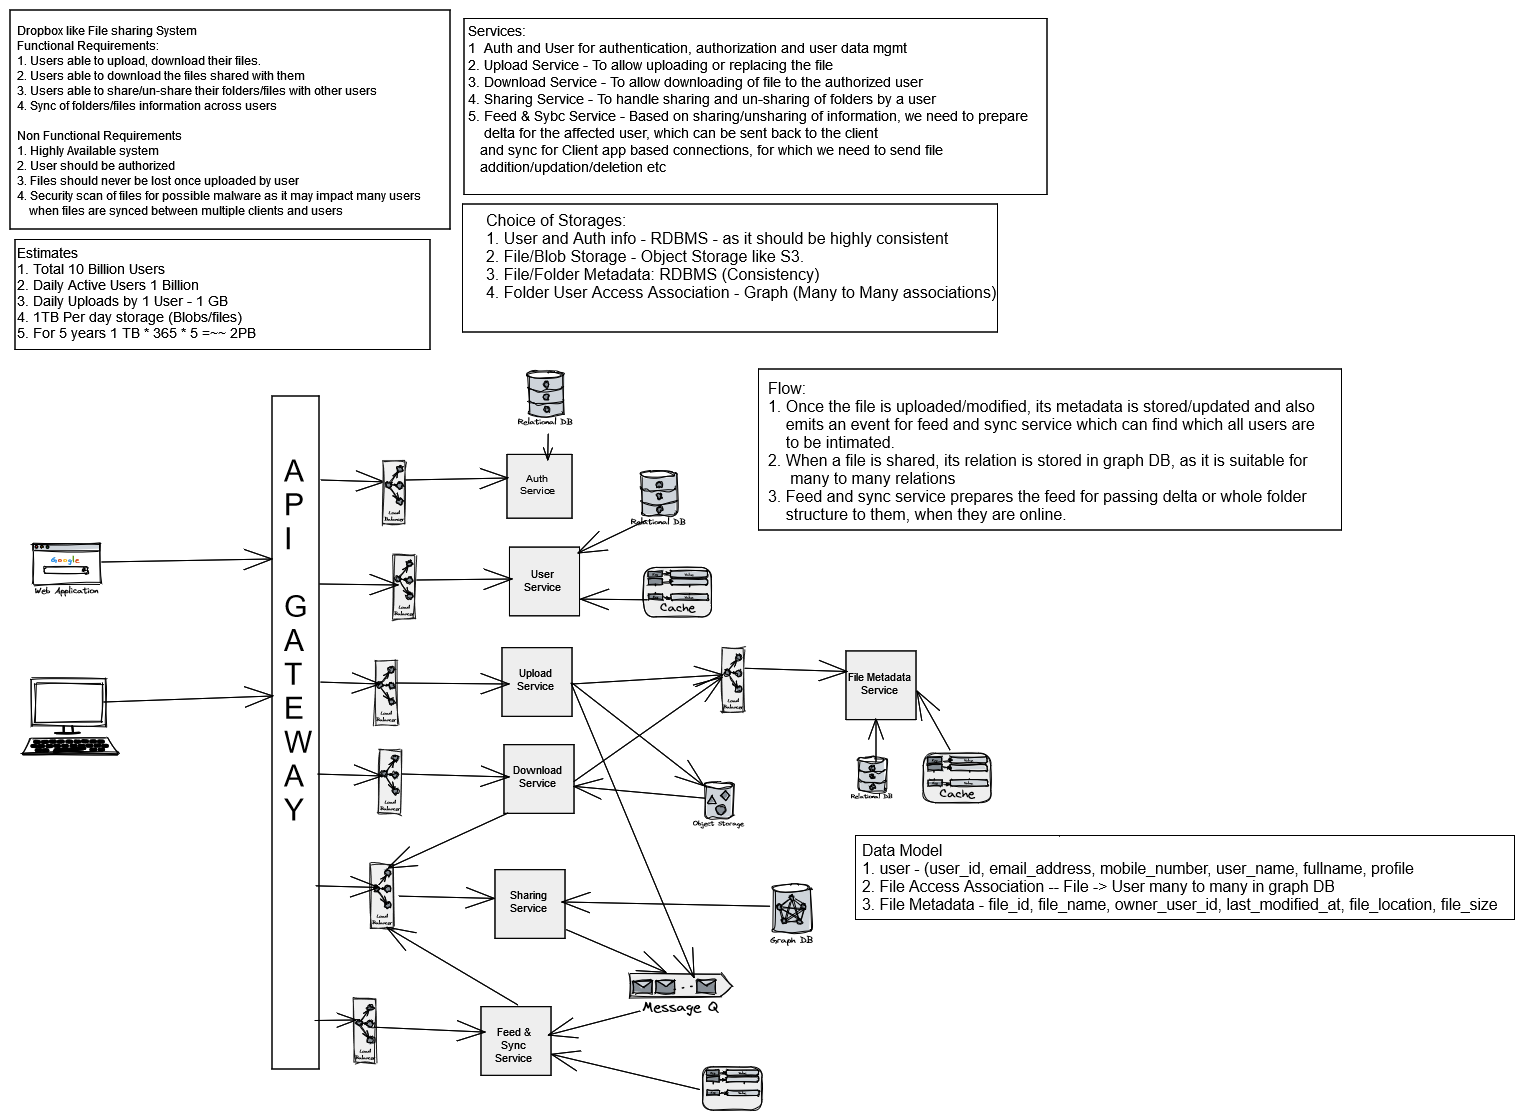 Dropbox like File sharing System
Functional Requirements:
1. Users able to upload, download their files.
2. Users able to download the files shared with them
3. Users able to share/un-share their folders/files with other users
4. Sync of folders/files information across users
Non Functional Requirements
1. Highly Available system
2. User should be authorized
3. Files should never be lost once uploaded by user
4. Security scan of files for possible malware as it may impact many users
when files are synced between multiple clients and users
Services:
1 Auth and User for authentication, authorization and user data mgmt
2. Upload Service - To allow uploading or replacing the file
3. Download Service - To allow downloading of file to the authorized user
4. Sharing Service - To handle sharing and un-sharing of folders by a user
5. Feed & Sybc Service - Based on sharing/unsharing of information, we need to prepare
delta for the affected user, which can be sent back to the client
and sync for Client app based connections, for which we need to send file
addition/updation/deletion etc
Estimates
1. Total 10 Billion Users
2. Daily Active Users 1 Billion
3. Daily Uploads by 1 User - 1 GB
4. 1TB Per day storage (Blobs/files)
5. For 5 years 1 TB * 365 * 5 =~~ 2PB
Choice of Storages:
1. User and Auth info - RDBMS - as it should be highly consistent
2. File/Blob Storage - Object Storage like S3.
3. File/Folder Metadata: RDBMS (Consistency)
4. Folder User Access Association - Graph (Many to Many associations)
Flow:
1. Once the file is uploaded/modified, its metadata is stored/updated and also
emits an event for feed and sync service which can find which all users are
to be intimated.
2. When a file is shared, its relation is stored in graph DB, as it is suitable for
many to many relations
3. Feed and sync service prepares the feed for passing delta or whole folder
structure to them, when they are online.
Google
Web Application
API GATEWAY
Relational DB
Load
Balancer
Auth
Service
Relational DB
Load
Balancer
User
Service
Cache
Load
Balancer
Upload
Service
Load
Balancer
File Metadata
Service
Relational DB
Cache
Load
Balancer
Download
Service
Object Storage
Load
Balancer
Sharing
Service
Graph DB
Message Q
Load
Balancer
Feed &
Sync
Service
Data Model
1. user - (user_id, email_address, mobile_number, user_name, fullname, profile
2. File Access Association -- File -> User many to many in graph DB
3. File Metadata - file_id, file_name, owner_user_id, last_modified_at, file_location, file_size